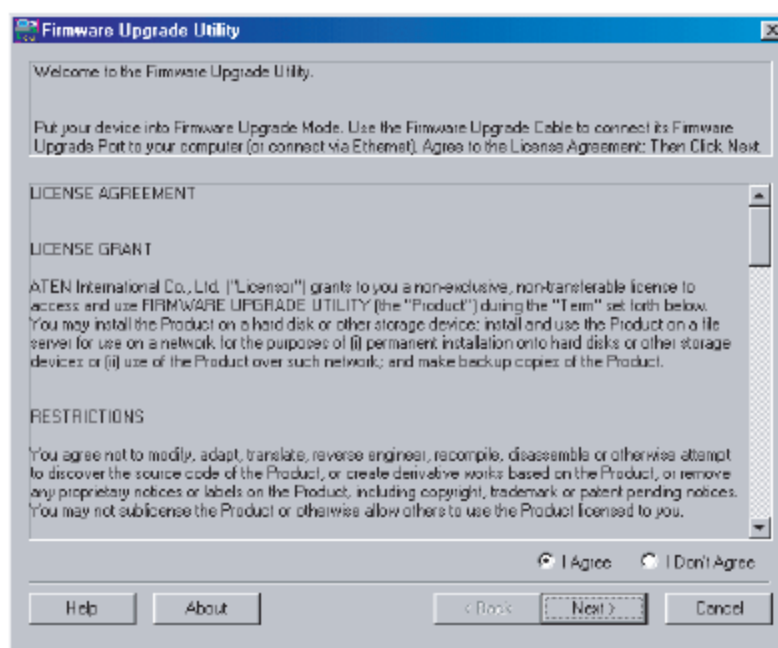 Firmware Upgrade Utility
Welcome to the Firmware Upgrade Utility.
Put your device into Firmware Upgrade Mode. Use the Firmware Upgrade Cable to connect its Firmware
Upgrade Port to your computer (or connect via Ethernet). Agree to the License Agreement: Then Click Next.
LICENSE AGREEMENT
LICENSE GRANT
ATEN International Co., Ltd. ("Licensor") grants to you a non-exclusive, non-transferable license to
access and use FIRMWARE UPGRADE UTILITY (the "Product") during the "Term" set forth below.
You may install the Product on a hard disk or other storage device; install and use the Product on a file
server for use on a network for the purposes of (i) permanent installation onto hard disks or other storage
devices or (ii) use of the Product over such network; and make backup copies of the Product.
RESTRICTIONS
You agree not to modify, adapt, translate, reverse engineer, recompile, disassemble or otherwise attempt
to discover the source code of the Product, or create derivative works based on the Product, or remove
any proprietary notices or labels on the Product, including copyright, trademark or patent pending notices.
You may not sublicense the Product or otherwise allow others to use the Product licensed to you.
I Agree I Don't Agree
Help About < Back Next > Cancel